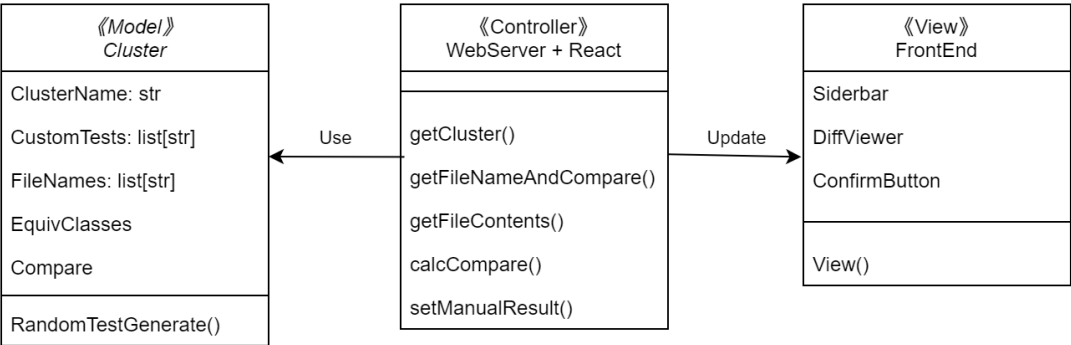 《Model》
Cluster
ClusterName: str
CustomTests: list[str]
FileNames: list[str]
EquivClasses
Compare
RandomTestGenerate()
Use
《Controller》
WebServer + React
getCluster()
getFileNameAndCompare()
getFileContents()
calcCompare()
setManualResult()
Update
《View》
FrontEnd
Siderbar
DiffViewer
ConfirmButton
View()